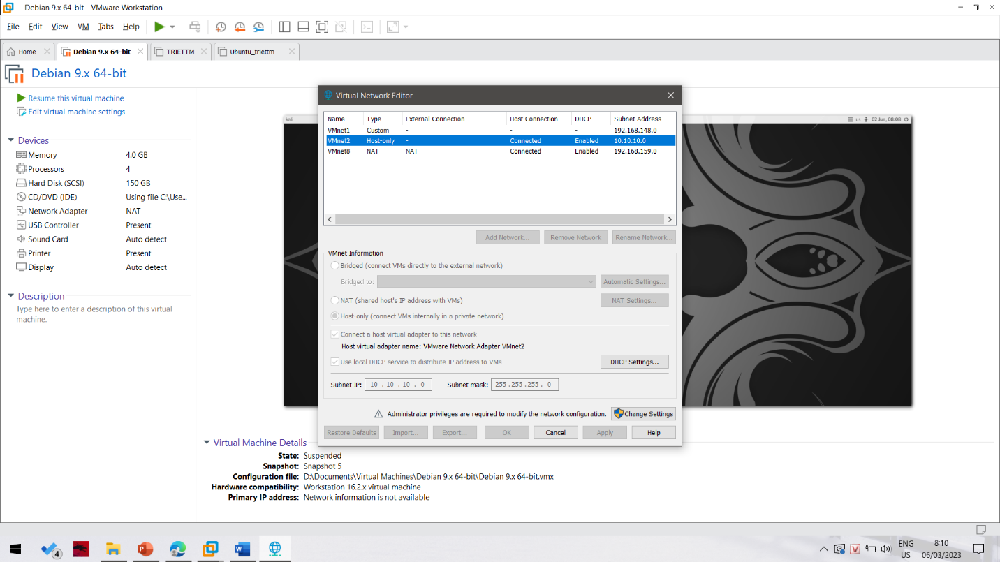 Debian 9.x 64-bit - VMware Workstation
File Edit View VM Tabs Help
Home Debian 9.x 64-bit TRIETTM Ubuntu_triettm
Debian 9.x 64-bit
Resume this virtual machine
Edit virtual machine settings
Devices
Memory 4.0 GB
Processors 4
Hard Disk (SCSI) 150 GB
CD/DVD (IDE) Using file C:\Use...
Network Adapter NAT
USB Controller Present
Sound Card Auto detect
Printer Present
Display Auto detect
Description
Type here to enter a description of this virtual
machine.
kali
us 02 Jun, 08:08
Virtual Network Editor
Name Type External Connection Host Connection DHCP Subnet Address
VMnet1 Custom - - - 192.168.148.0
VMnet2 Host-only - Connected Enabled 10.10.10.0
VMnet8 NAT NAT Connected Enabled 192.168.159.0
Add Network... Remove Network Rename Network...
VMnet Information
Bridged (connect VMs directly to the external network)
Bridged to: Automatic Settings...
NAT (shared host's IP address with VMs) NAT Settings...
Host-only (connect VMs internally in a private network)
Connect a host virtual adapter to this network
Host virtual adapter name: VMware Network Adapter VMnet2
Use local DHCP service to distribute IP address to VMs DHCP Settings...
Subnet IP: 10 . 10 . 10 . 0 Subnet mask: 255 . 255 . 255 . 0
Administrator privileges are required to modify the network configuration. Change Settings
Restore Defaults Import... Export... OK Cancel Apply Help
Virtual Machine Details
State: Suspended
Snapshot: Snapshot 5
Configuration file: D:\Documents\Virtual Machines\Debian 9.x 64-bit\Debian 9.x 64-bit.vmx
Hardware compatibility: Workstation 16.2.x virtual machine
Primary IP address: Network information is not available
4
P
W
V
ENG
US
8:10
06/03/2023